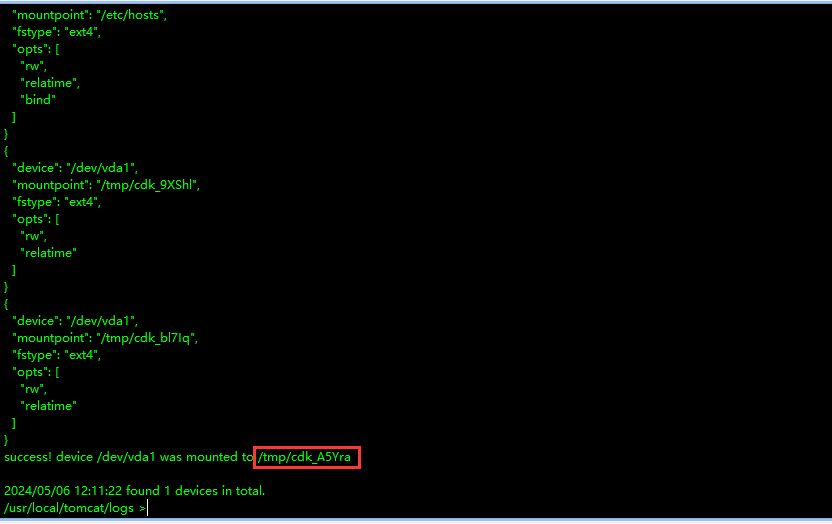 "mountpoint": "/etc/hosts",
"fstype": "ext4",
"opts": [
"rw",
"relatime",
"bind"
]
}
{
"device": "/dev/vda1",
"mountpoint": "/tmp/cdk_9XShl",
"fstype": "ext4",
"opts": [
"rw",
"relatime"
]
}
{
"device": "/dev/vda1",
"mountpoint": "/tmp/cdk_bl7Iq",
"fstype": "ext4",
"opts": [
"rw",
"relatime"
]
}
success! device /dev/vda1 was mounted to /tmp/cdk_A5Yra
2024/05/06 12:11:22 found 1 devices in total.
/usr/local/tomcat/logs >